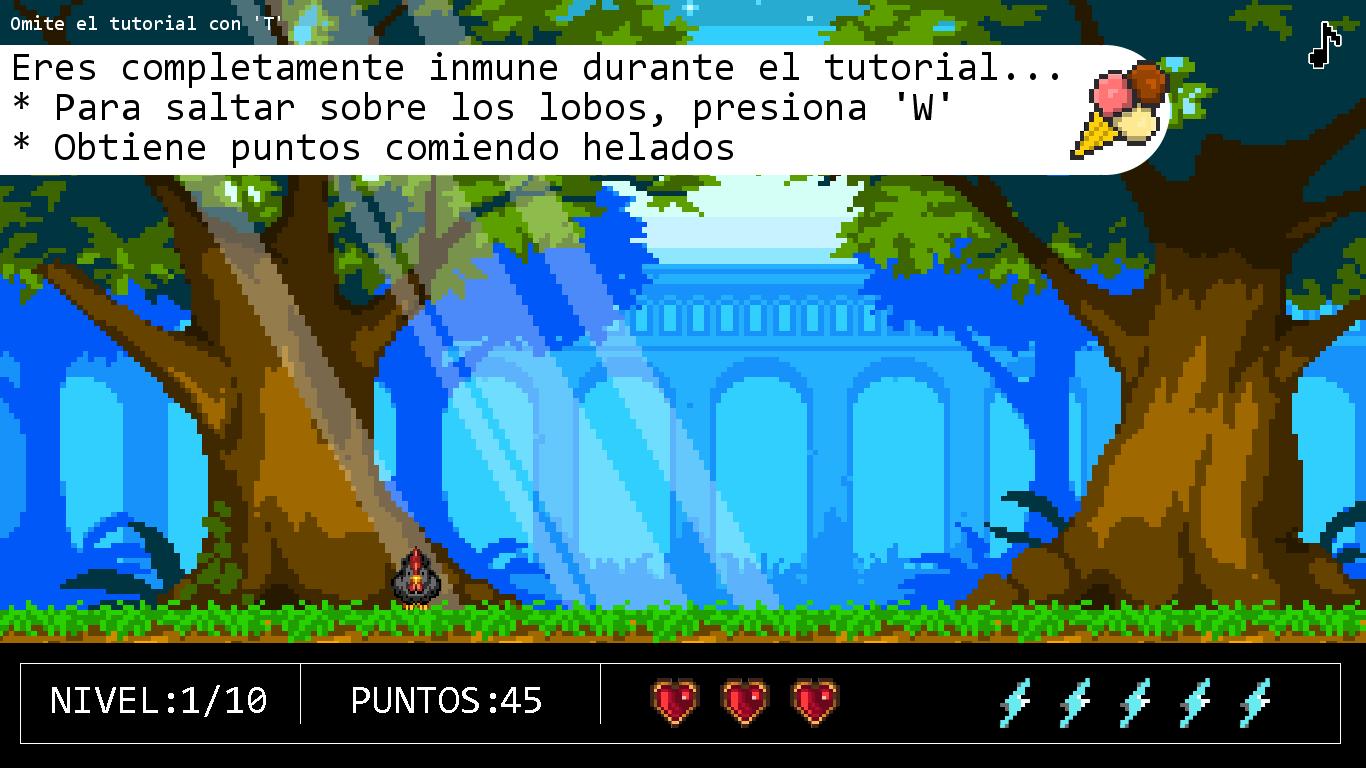 Omite el tutorial con 'T'
Eres completamente inmune durante el tutorial...
* Para saltar sobre los lobos, presiona 'W'
* Obtiene puntos comiendo helados
NIVEL:1/10 PUNTOS:45